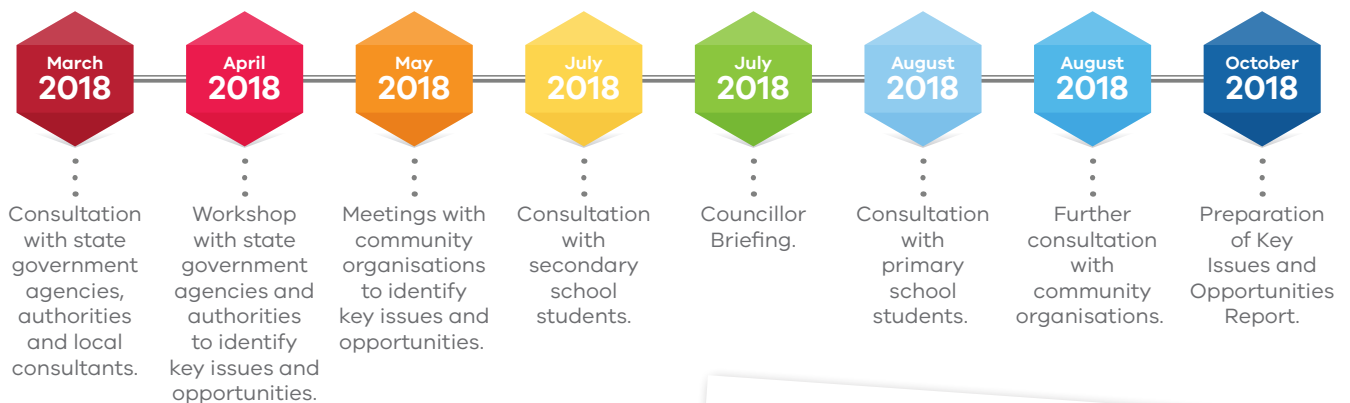 March
2018
April
2018
May
2018
July
2018
July
2018
August
2018
August
2018
October
2018
Consultation
with state
government
agencies,
authorities
and local
consultants.
Workshop
with state
government
agencies and
authorities
to identify
key issues and
opportunities.
Meetings with
community
organisations
to identify
key issues and
opportunities.
Consultation
with
secondary
school
students.
Councillor
Briefing.
Consultation
with
primary
school
students.
Further
consultation
with
community
organisations.
Preparation
of Key
Issues and
Opportunities
Report.